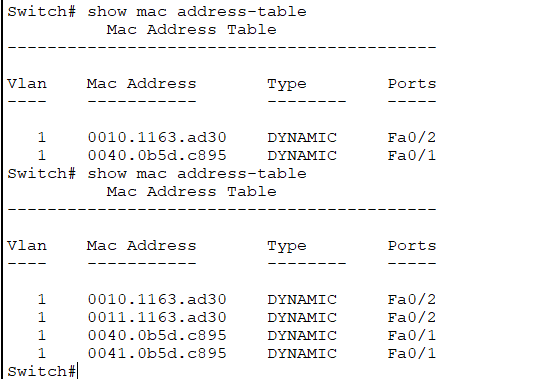 Switch# show mac address-table
Mac Address Table
-------------------------------------------
Vlan    Mac Address       Type        Ports
----    -----------       --------    -----
1    0010.1163.ad30    DYNAMIC     Fa0/2
1    0040.0b5d.c895    DYNAMIC     Fa0/1
Switch# show mac address-table
Mac Address Table
-------------------------------------------
Vlan    Mac Address       Type        Ports
----    -----------       --------    -----
1    0010.1163.ad30    DYNAMIC     Fa0/2
1    0011.1163.ad30    DYNAMIC     Fa0/2
1    0040.0b5d.c895    DYNAMIC     Fa0/1
1    0041.0b5d.c895    DYNAMIC     Fa0/1
Switch#